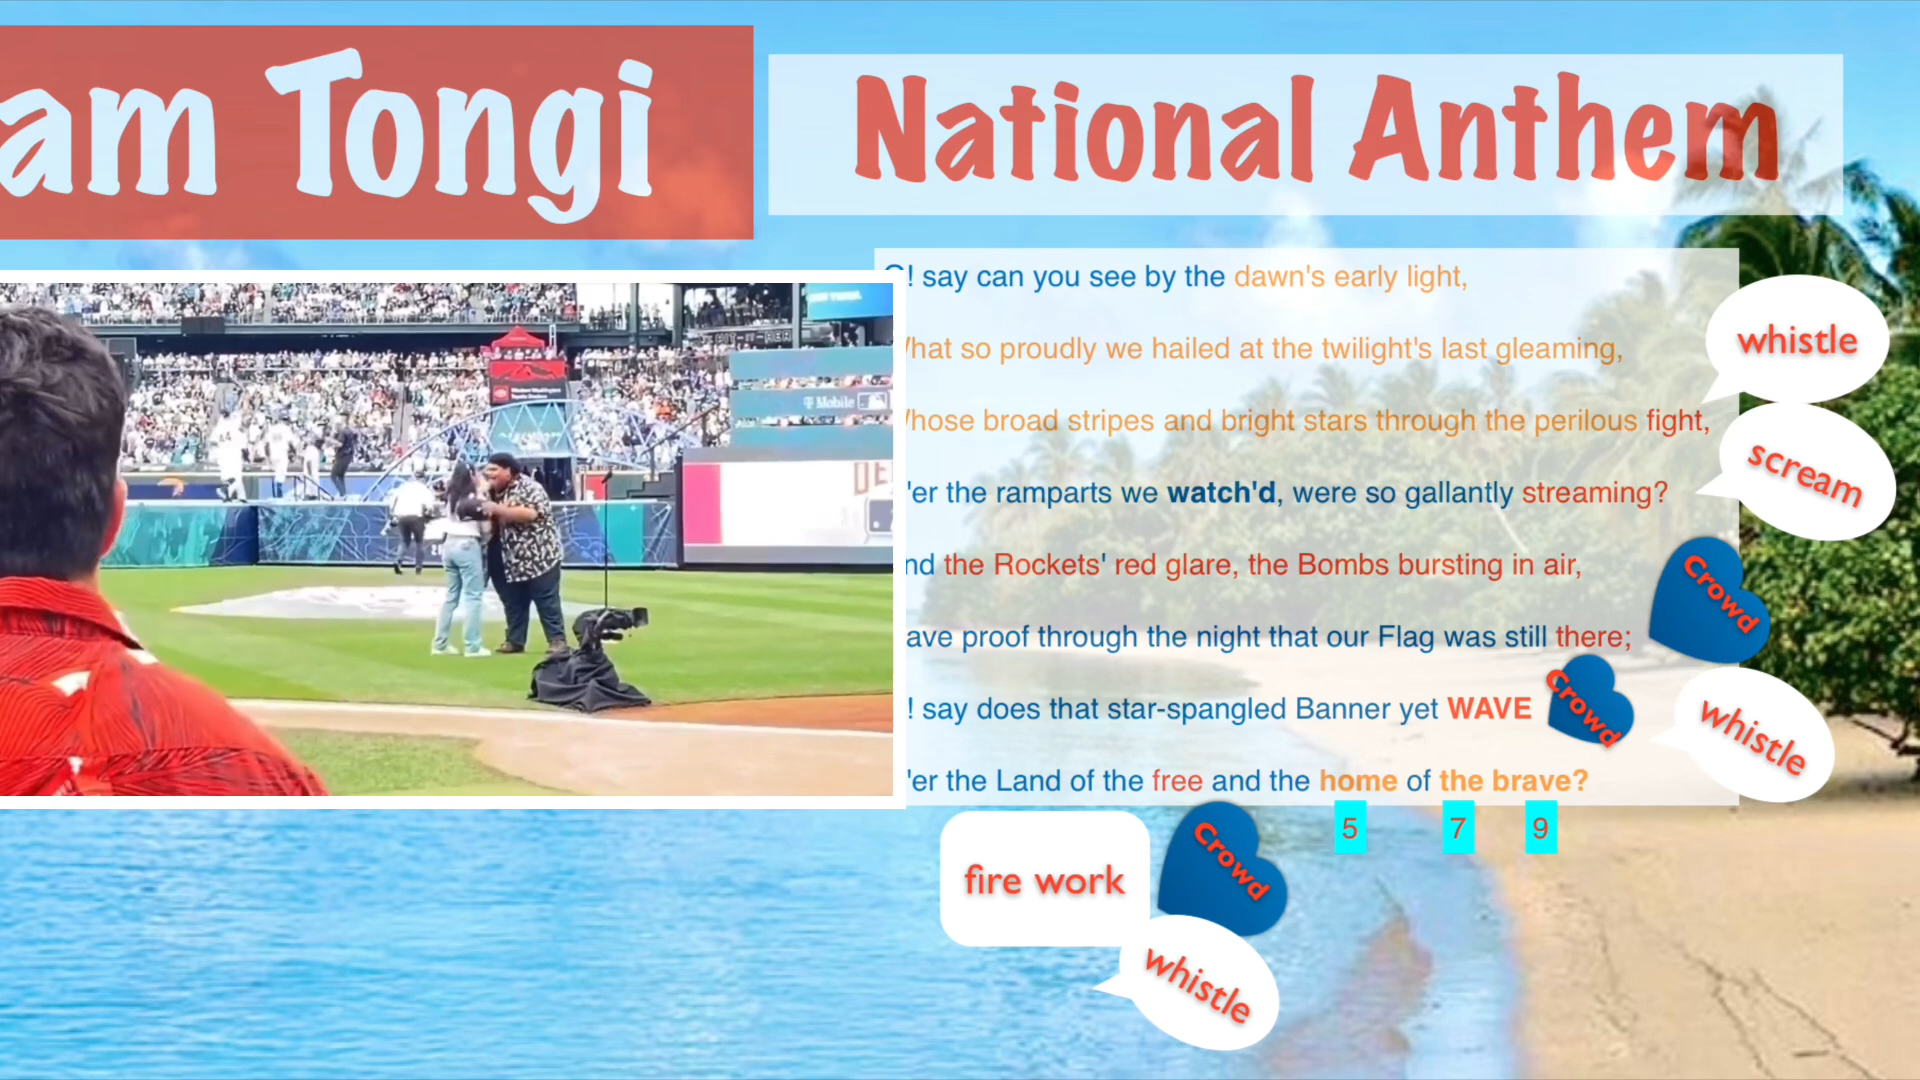 am Tongi
National Anthem
! say can you see by the dawn's early light,
hat so proudly we hailed at the twilight's last gleaming,
hose broad stripes and bright stars through the perilous fight,
'er the ramparts we watch'd, were so gallantly streaming?
nd the Rockets' red glare, the Bombs bursting in air,
ave proof through the night that our Flag was still there;
! say does that star-spangled Banner yet WAVE
'er the Land of the free and the home of the brave?
5 7 9
whistle
scream
Crowd
Crowd
whistle
fire work
Crowd
whistle
T Mobile
44